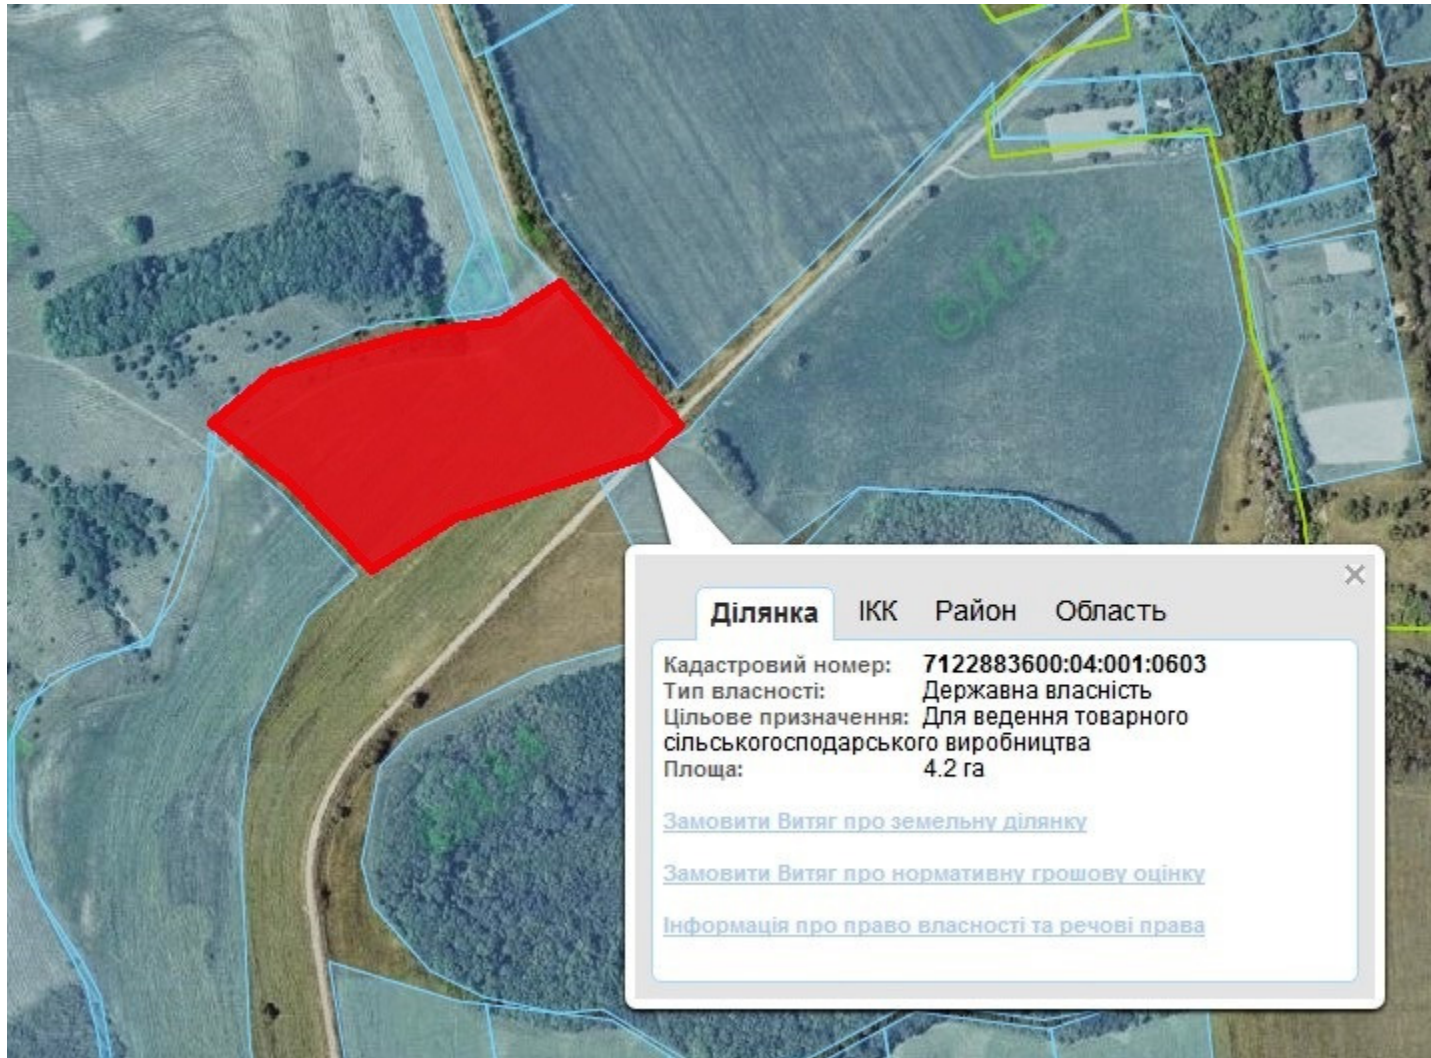 ©ДЗз
Ділянка ІКК Район Область
Кадастровий номер: 7122883600:04:001:0603
Тип власності: Державна власність
Цільове призначення: Для ведення товарного
сільськогосподарського виробництва
Площа: 4.2 га
Замовити Витяг про земельну ділянку
Замовити Витяг про нормативну грошову оцінку
Інформація про право власності та речові права